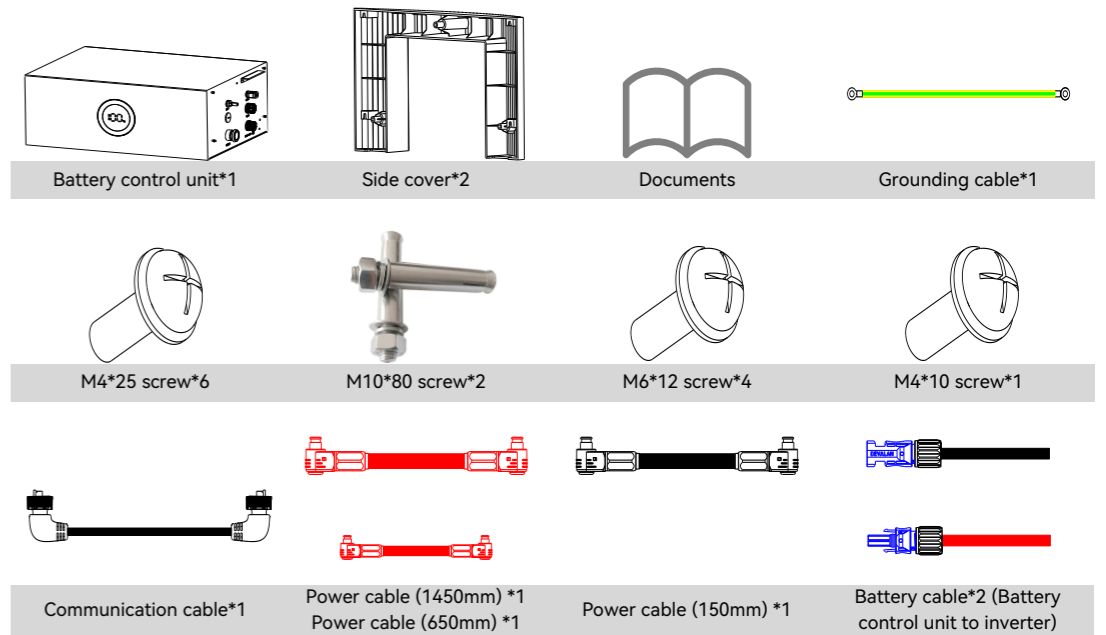 Battery control unit*1
Side cover*2
Documents
Grounding cable*1
M4*25 screw*6
M10*80 screw*2
M6*12 screw*4
M4*10 screw*1
DEVALAN
Communication cable*1
Power cable (1450mm) *1
Power cable (650mm) *1
Power cable (150mm) *1
Battery cable*2 (Battery
control unit to inverter)